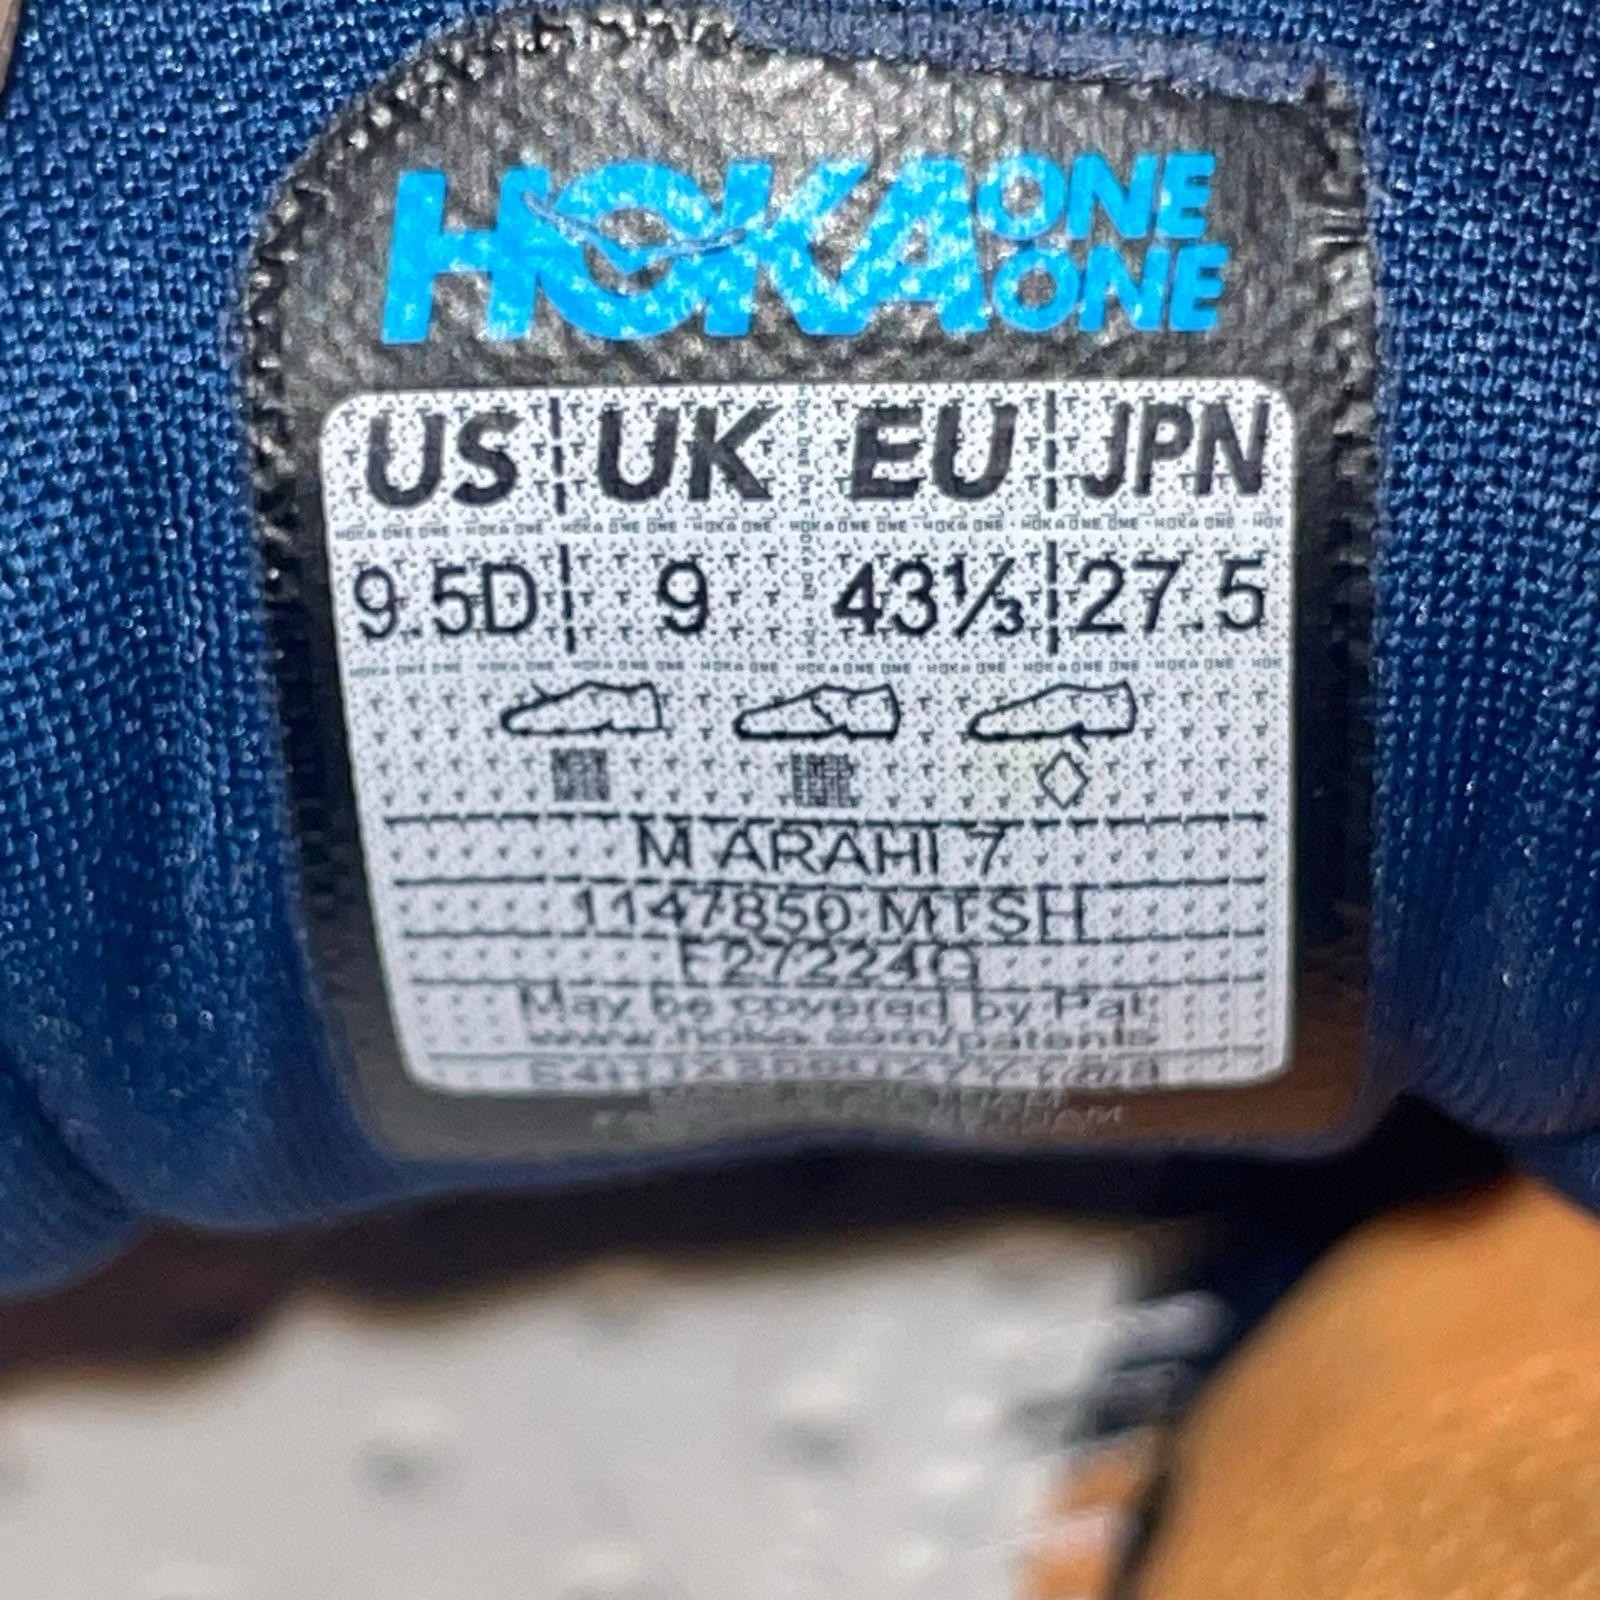 HOKA ONE ONE
US UK EU JPN
9.5D 9 43⅓ 27.5
M ARAHI 7
1147850 MTSH
F27224G
May be covered by Pat:
www.hoka.com/patents